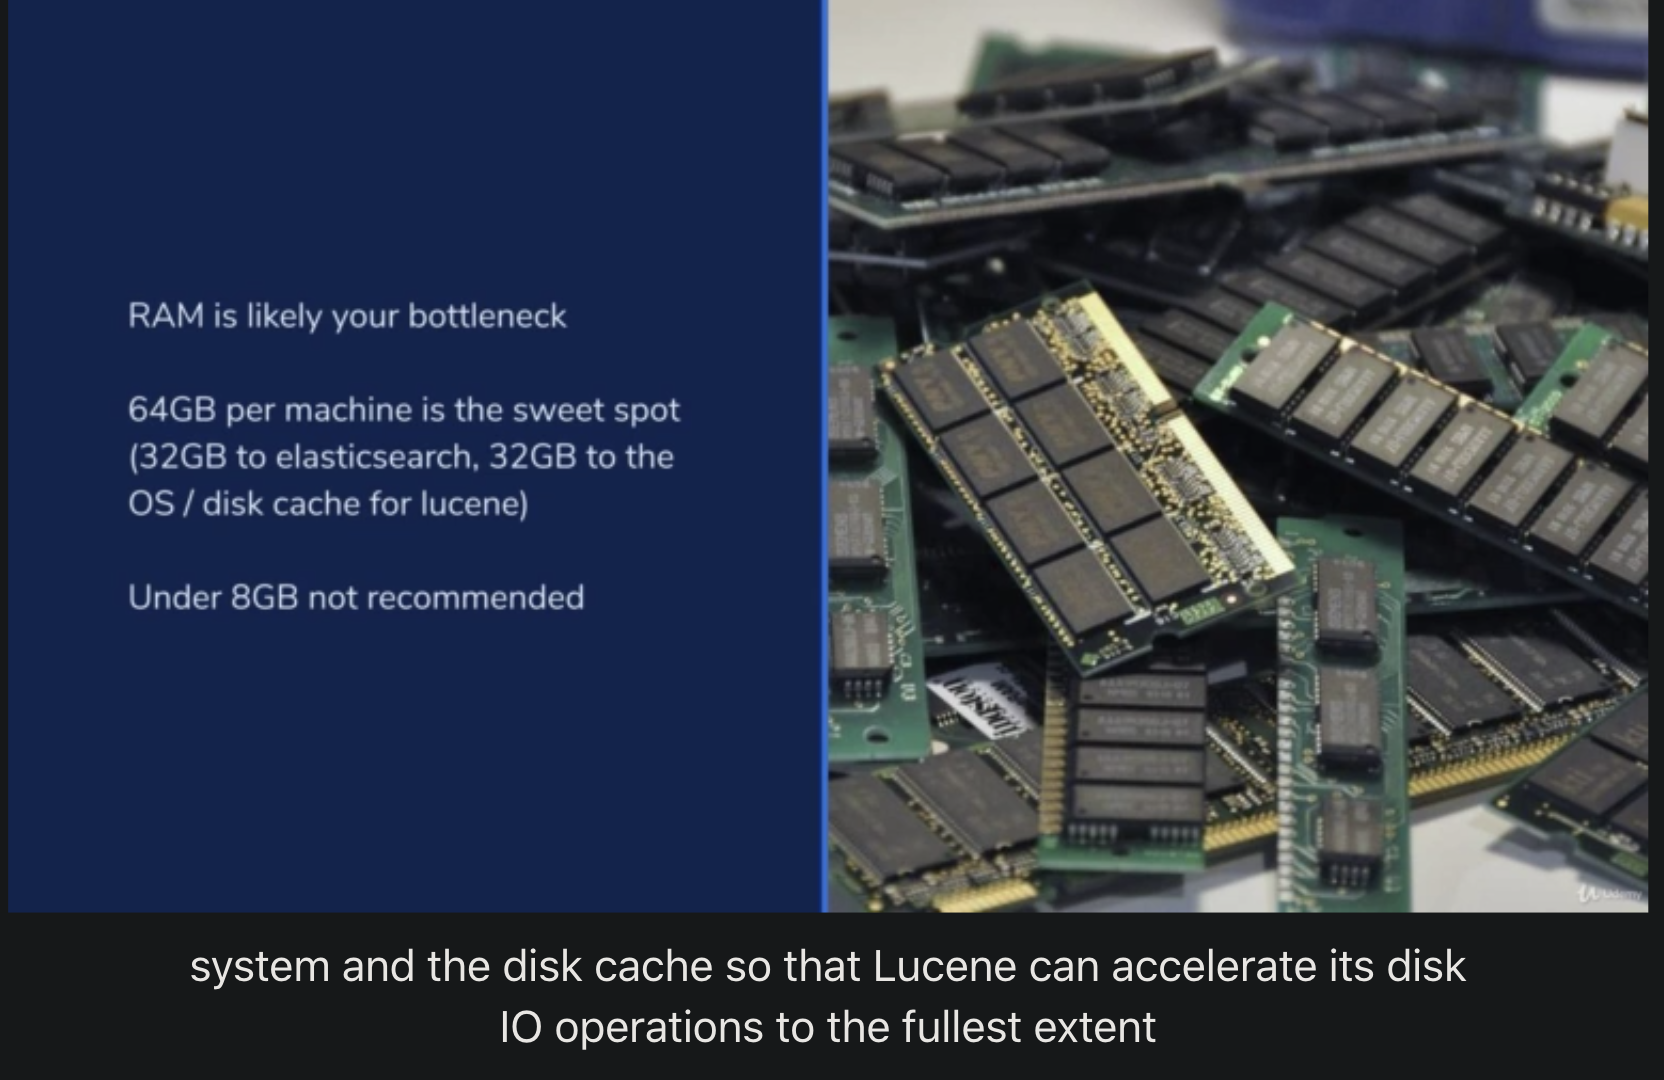 RAM is likely your bottleneck
64GB per machine is the sweet spot
(32GB to elasticsearch, 32GB to the
OS / disk cache for lucene)
Under 8GB not recommended
Kingston
Udemy
system and the disk cache so that Lucene can accelerate its disk
IO operations to the fullest extent